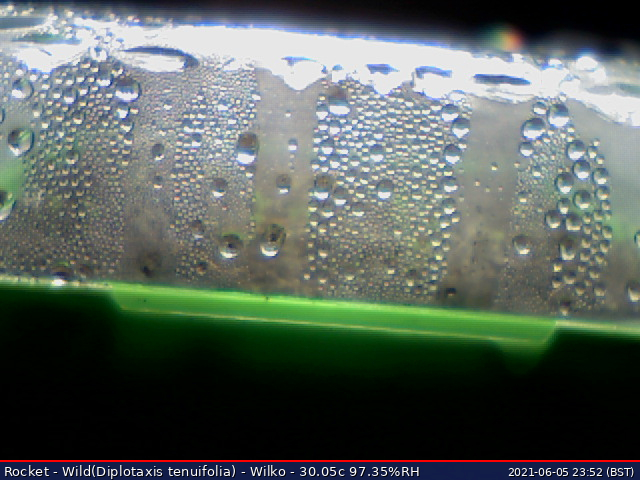 Rocket - Wild(Diplotaxis tenuifolia) - Wilko - 30.05c 97.35%RH
2021-06-05 23:52 (BST)